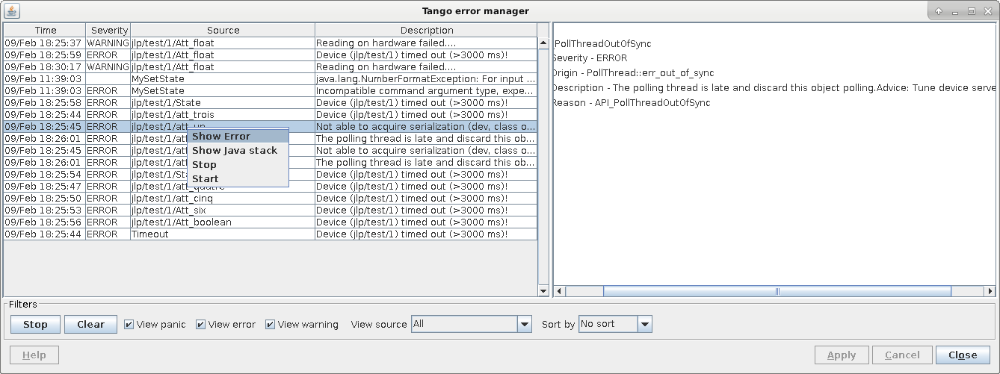 Tango error manager
Time Severity Source Description
09/Feb 18:25:37 WARNING jlp/test/1/Att_float Reading on hardware failed....
09/Feb 18:25:59 ERROR jlp/test/1/Att_float Device (jlp/test/1) timed out (>3000 ms)!
09/Feb 18:30:17 WARNING jlp/test/1/Att_float Reading on hardware failed....
09/Feb 11:39:03 MySetState java.lang.NumberFormatException: For input ...
09/Feb 11:39:03 ERROR MySetState Incompatible command argument type, expe...
09/Feb 18:25:58 ERROR jlp/test/1/State Device (jlp/test/1) timed out (>3000 ms)!
09/Feb 18:25:44 ERROR jlp/test/1/att_trois Device (jlp/test/1) timed out (>3000 ms)!
09/Feb 18:25:45 ERROR jlp/test/1/att_un Not able to acquire serialization (dev, class o...
09/Feb 18:26:01 ERROR jlp/test/1/att The polling thread is late and discard this ob...
09/Feb 18:25:45 ERROR jlp/test/1/att Not able to acquire serialization (dev, class o...
09/Feb 18:26:01 ERROR jlp/test/1/att The polling thread is late and discard this ob...
09/Feb 18:25:54 ERROR jlp/test/1/Sta Device (jlp/test/1) timed out (>3000 ms)!
09/Feb 18:25:47 ERROR jlp/test/1/att_quatre Device (jlp/test/1) timed out (>3000 ms)!
09/Feb 18:25:50 ERROR jlp/test/1/att_cinq Device (jlp/test/1) timed out (>3000 ms)!
09/Feb 18:25:53 ERROR jlp/test/1/Att_six Device (jlp/test/1) timed out (>3000 ms)!
09/Feb 18:25:56 ERROR jlp/test/1/Att_boolean Device (jlp/test/1) timed out (>3000 ms)!
09/Feb 18:25:44 ERROR Timeout Device (jlp/test/1) timed out (>3000 ms)!
Show Error
Show Java stack
Stop
Start
PollThreadOutOfSync
Severity - ERROR
Origin - PollThread::err_out_of_sync
Description - The polling thread is late and discard this object polling.Advice: Tune device serve
Reason - API_PollThreadOutOfSync
Filters
Stop Clear View panic View error View warning View source All Sort by No sort
Help Apply Cancel Close